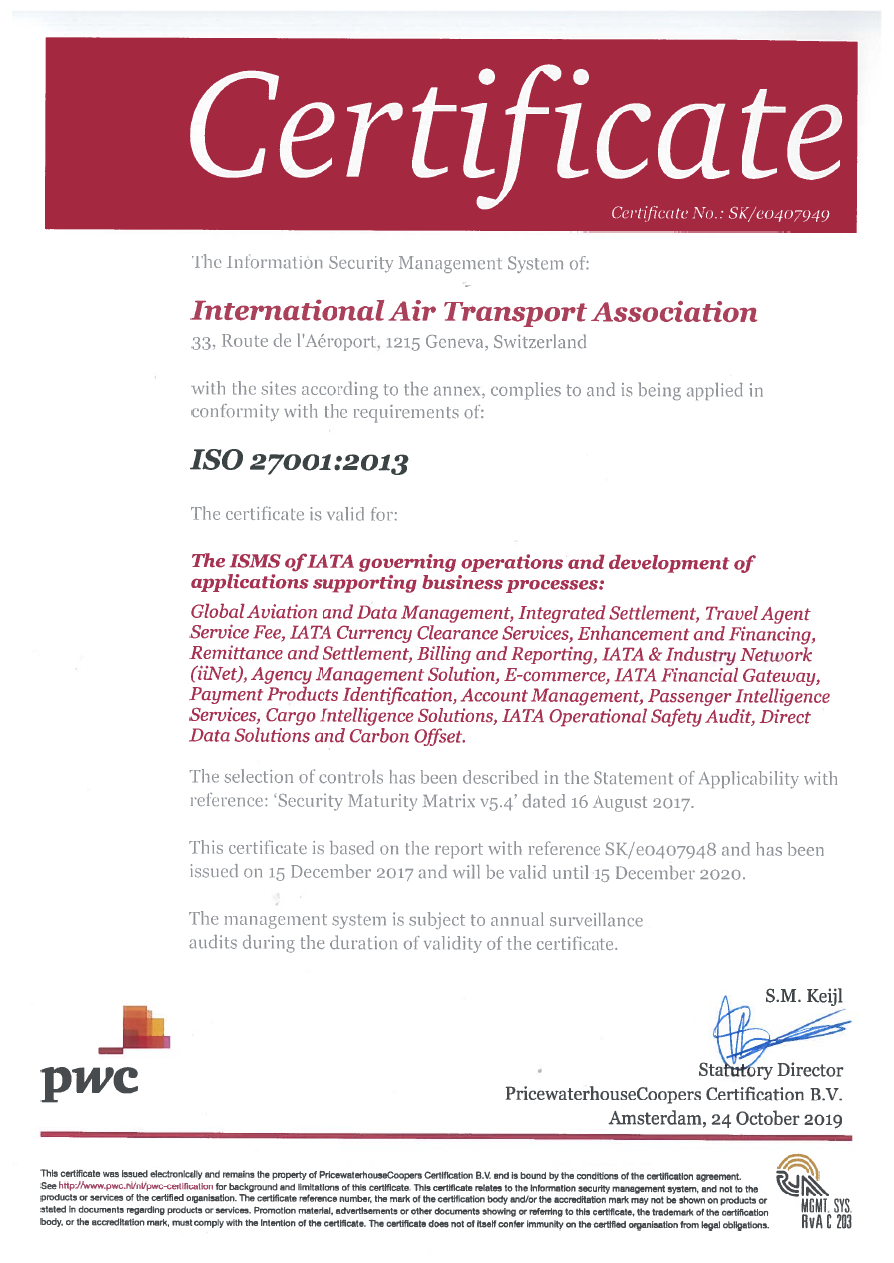 Certificate
Certificate No.: SK/e0407949
The Information Security Management System of:
International Air Transport Association
33, Route de l'Aéroport, 1215 Geneva, Switzerland
with the sites according to the annex, complies to and is being applied in
conformity with the requirements of:
ISO 27001:2013
The certificate is valid for:
The ISMS of IATA governing operations and development of
applications supporting business processes:
Global Aviation and Data Management, Integrated Settlement, Travel Agent
Service Fee, IATA Currency Clearance Services, Enhancement and Financing,
Remittance and Settlement, Billing and Reporting, IATA & Industry Network
(iiNet), Agency Management Solution, E-commerce, IATA Financial Gateway,
Payment Products Identification, Account Management, Passenger Intelligence
Services, Cargo Intelligence Solutions, IATA Operational Safety Audit, Direct
Data Solutions and Carbon Offset.
The selection of controls has been described in the Statement of Applicability with
reference: 'Security Maturity Matrix v5.4' dated 16 August 2017.
This certificate is based on the report with reference SK/e0407948 and has been
issued on 15 December 2017 and will be valid until 15 December 2020.
The management system is subject to annual surveillance
audits during the duration of validity of the certificate.
S.M. Keijl
Statutory Director
PricewaterhouseCoopers Certification B.V.
Amsterdam, 24 October 2019
pwc
This certificate was issued electronically and remains the property of PricewaterhouseCoopers Certification B.V. and is bound by the conditions of the certification agreement.
See http://www.pwc.nl/nl/pwc-certification for background and limitations of this certificate. This certificate relates to the information security management system, and not to the
products or services of the certified organisation. The certificate reference number, the mark of the certification body and/or the accreditation mark may not be shown on products or
stated in documents regarding products or services. Promotion material, advertisements or other documents showing or referring to this certificate, the trademark of the certification
body, or the accreditation mark, must comply with the intention of the certificate. The certificate does not of itself confer immunity on the certified organisation from legal obligations.
RVA
MGMT. SYS.
RvA C 203